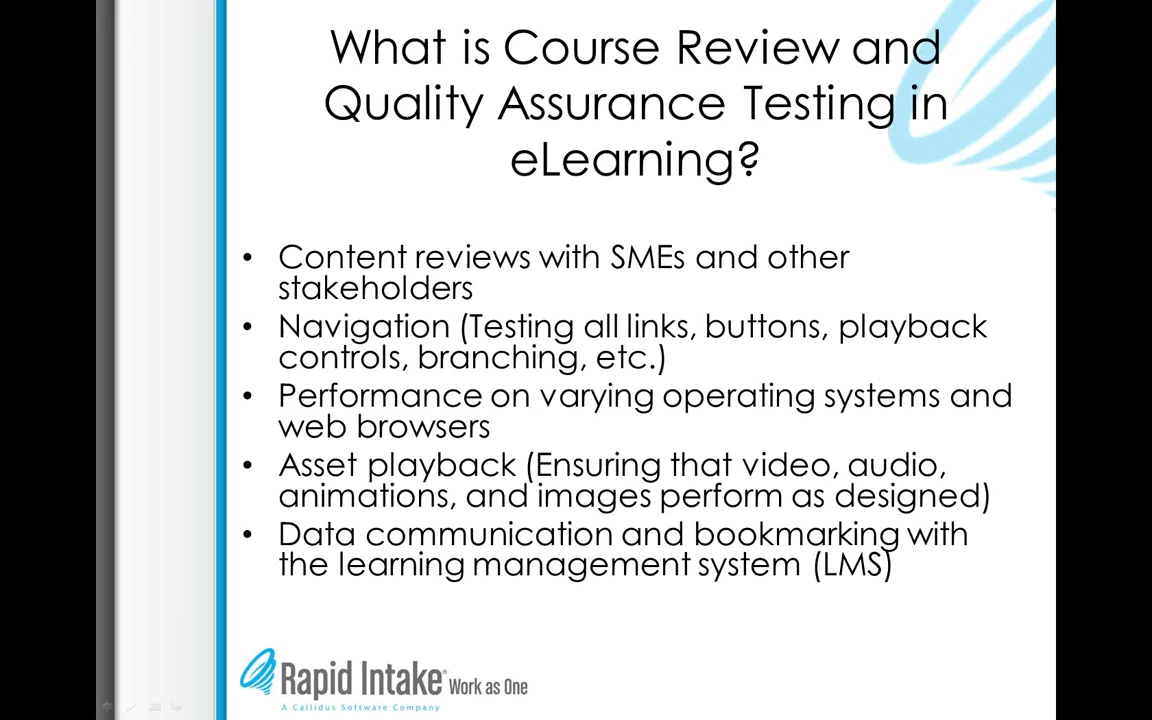 What is Course Review and
Quality Assurance Testing in
eLearning?
• Content reviews with SMEs and other
stakeholders
• Navigation (Testing all links, buttons, playback
controls, branching, etc.)
• Performance on varying operating systems and
web browsers
• Asset playback (Ensuring that video, audio,
animations, and images perform as designed)
• Data communication and bookmarking with
the learning management system (LMS)
Rapid Intake® Work as One
A Callidus Software Company